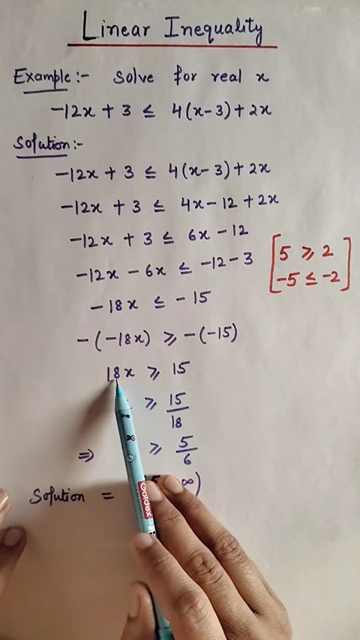 Linear Inequality
Example:- Solve for real x
-12x + 3 ≤ 4(x-3) + 2x
Solution:-
-12x + 3 ≤ 4(x-3) + 2x
-12x + 3 ≤ 4x - 12 + 2x
-12x + 3 ≤ 6x - 12
-12x - 6x ≤ -12 - 3
[5 ≥ 2
-5 ≤ -2]
-18x ≤ -15
-(-18x) ≥ -(-15)
18x ≥ 15
≥ 15/18
⇒ ≥ 5/6
Solution = ∞)
Goldex